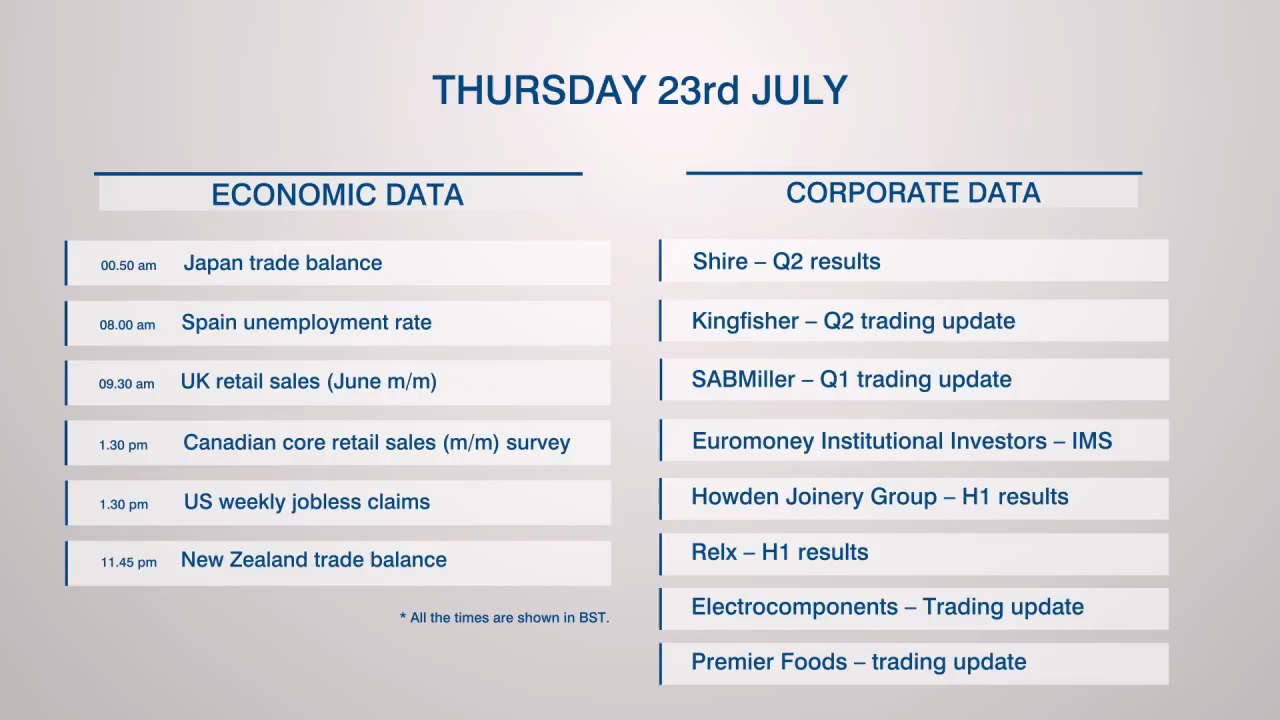 THURSDAY 23rd JULY
ECONOMIC DATA
00.50 am Japan trade balance
08.00 am Spain unemployment rate
09.30 am UK retail sales (June m/m)
1.30 pm Canadian core retail sales (m/m) survey
1.30 pm US weekly jobless claims
11.45 pm New Zealand trade balance
* All the times are shown in BST.
CORPORATE DATA
Shire – Q2 results
Kingfisher – Q2 trading update
SABMiller – Q1 trading update
Euromoney Institutional Investors – IMS
Howden Joinery Group – H1 results
Relx – H1 results
Electrocomponents – Trading update
Premier Foods – trading update